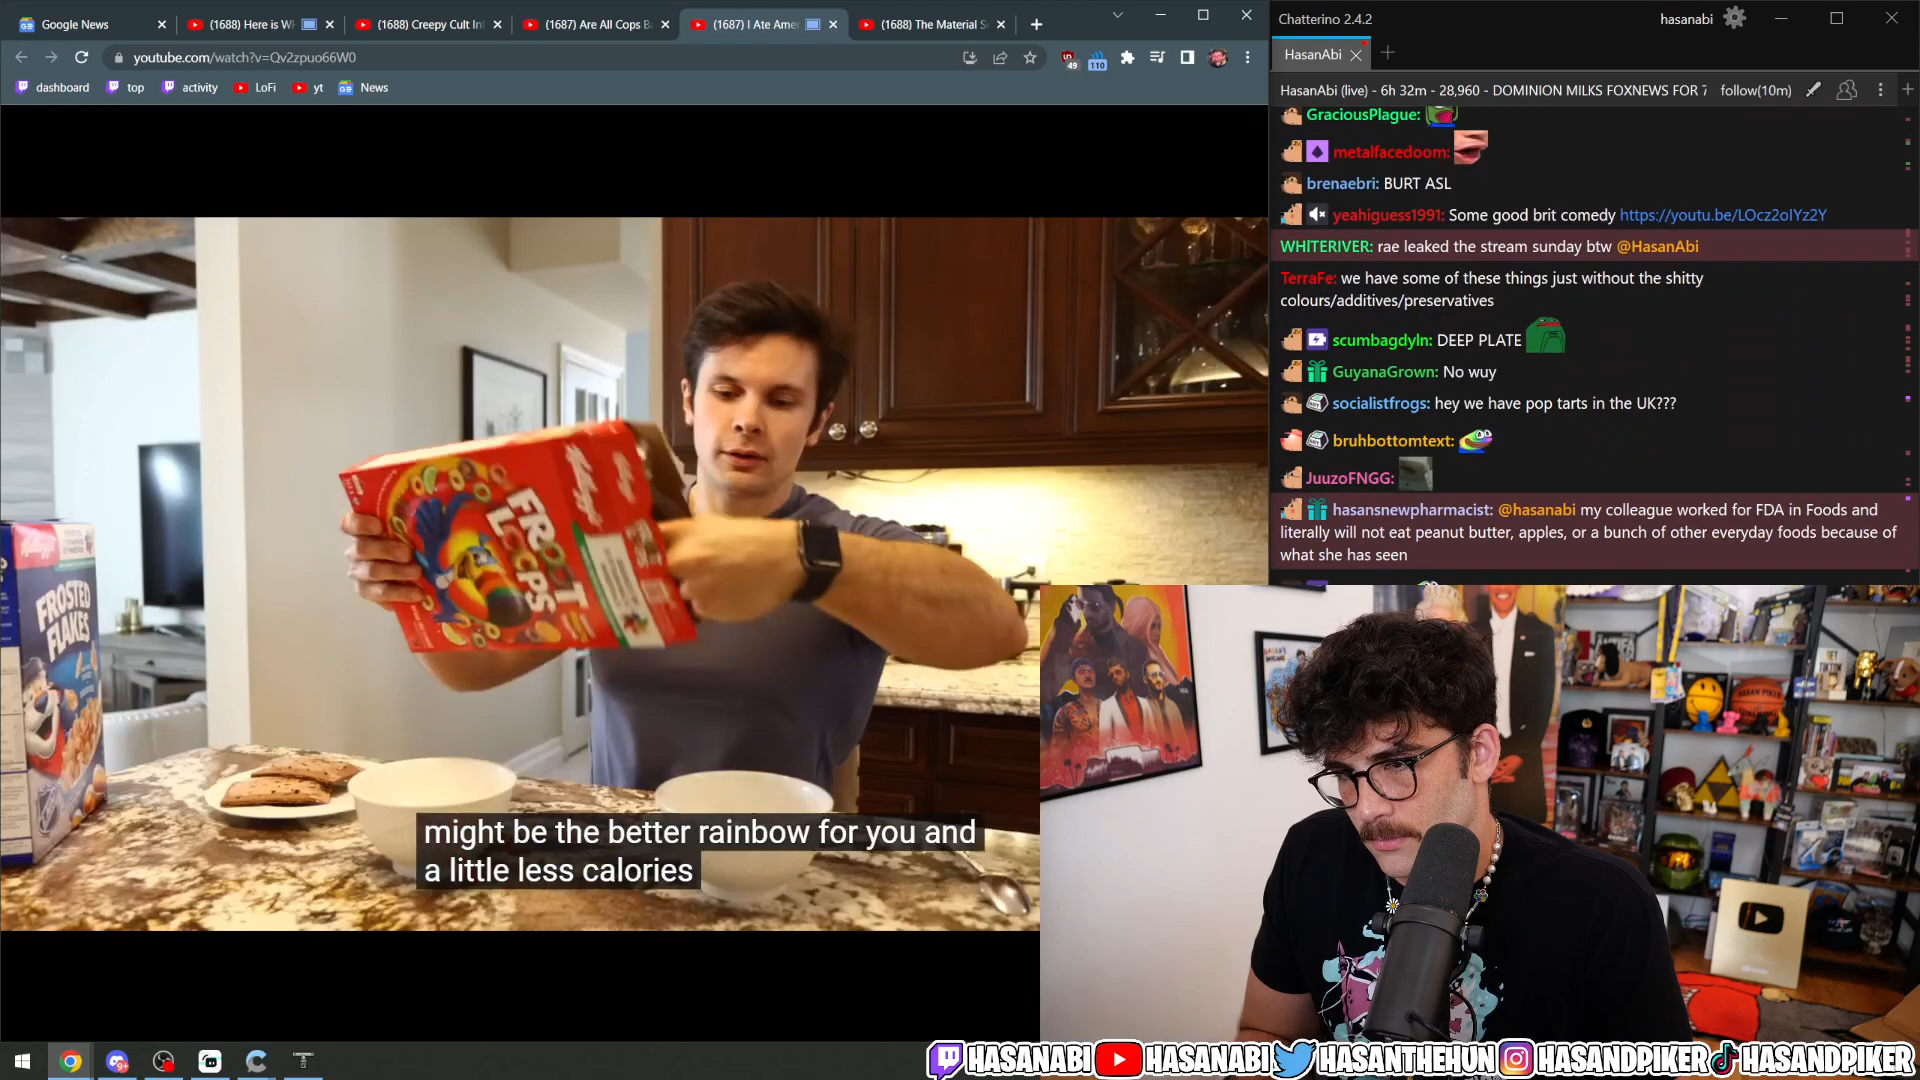 Google News
(1688) Here is W
(1688) Creepy Cult In
(1687) Are All Cops B
(1687) I Ate Ame
(1688) The Material S
youtube.com/watch?v=Qv2zpuo66W0
49
110
dashboard
top
activity
LoFi
yt
News
Chatterino 2.4.2
hasanabi
HasanAbi
HasanAbi (live) - 6h 32m - 28,960 - DOMINION MILKS FOXNEWS FOR 7
follow(10m)
GraciousPlague:
metalfacedoom:
brenaebri: BURT ASL
yeahiguess1991: Some good brit comedy https://youtu.be/LOcz2oIYz2Y
WHITERIVER: rae leaked the stream sunday btw @HasanAbi
TerraFe: we have some of these things just without the shitty
colours/additives/preservatives
scumbagdyln: DEEP PLATE
GuyanaGrown: No wuy
socialistfrogs: hey we have pop tarts in the UK???
bruhbottomtext:
JuuzoFNGG:
hasansnewpharmacist: @hasanabi my colleague worked for FDA in Foods and
literally will not eat peanut butter, apples, or a bunch of other everyday foods because of
what she has seen
Kellogg's
FROOT
LOOPS
FROSTED
FLAKES
might be the better rainbow for you and
a little less calories
HASAN PIKER
HASANABI
HASANABI
HASANTHEHUN
HASANDPIKER
HASANDPIKER